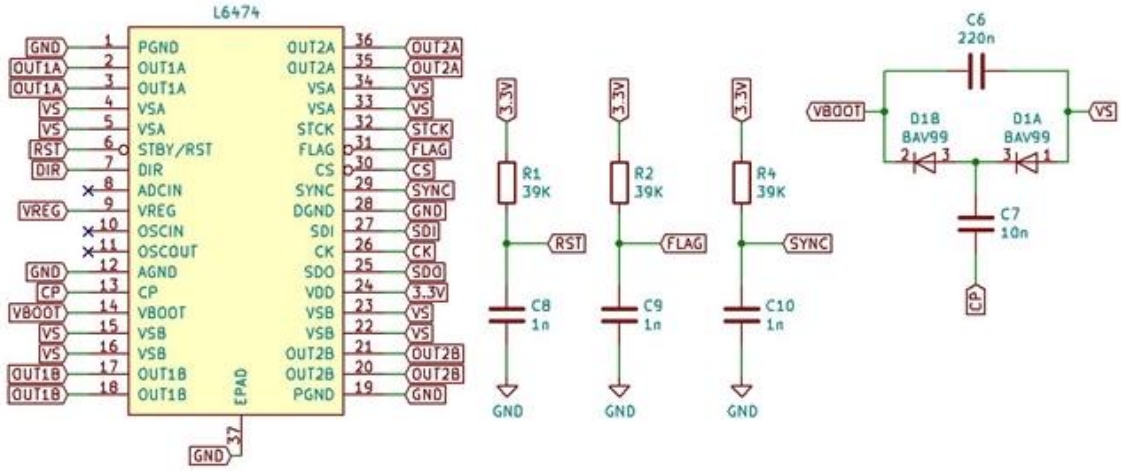 L6474
GND 1 PGND OUT2A 36 OUT2A
OUT1A 2 OUT1A OUT2A 35 OUT2A
OUT1A 3 OUT1A VSA 34 VS
VS 4 VSA VSA 33 VS
VS 5 VSA STCK 32 STCK
RST 6 STBY/RST FLAG 31 FLAG
DIR 7 DIR CS 30 CS
8 ADCIN SYNC 29 SYNC
VREG 9 VREG DGND 28 GND
10 OSCIN SDI 27 SDI
11 OSCOUT CK 26 CK
GND 12 AGND SDO 25 SDO
CP 13 CP VDD 24 3.3V
VBOOT 14 VBOOT VSB 23 VS
VS 15 VSB VSB 22 VS
VS 16 VSB OUT2B 21 OUT2B
OUT1B 17 OUT1B OUT2B 20 OUT2B
OUT1B 18 OUT1B PGND 19 GND
EPAD
37
GND
3.3V
R1
39K
RST
C8
1n
GND
3.3V
R2
39K
FLAG
C9
1n
GND
3.3V
R4
39K
SYNC
C10
1n
GND
C6
220n
VBOOT
VS
D1B
BAV99
2 3
D1A
BAV99
3 1
C7
10n
CP